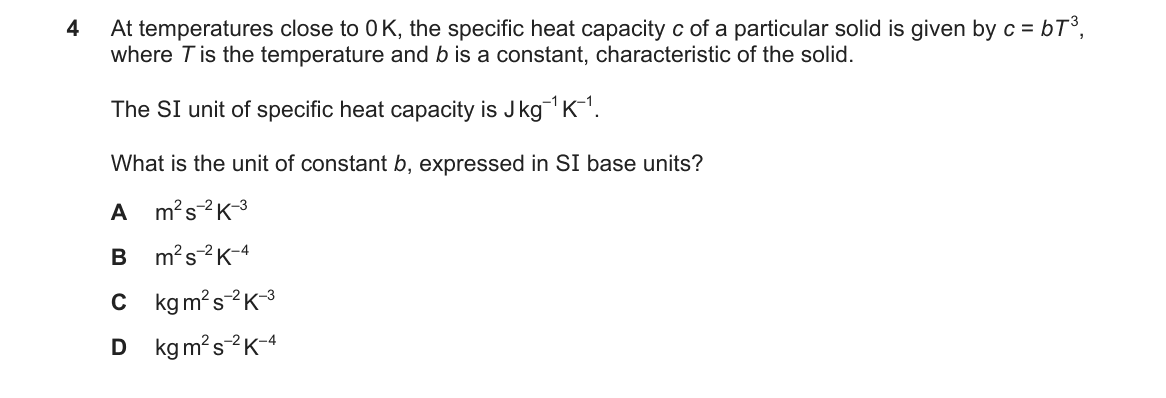 4 At temperatures close to 0 K, the specific heat capacity c of a particular solid is given by c = bT³,
where T is the temperature and b is a constant, characteristic of the solid.
The SI unit of specific heat capacity is J kg⁻¹ K⁻¹.
What is the unit of constant b, expressed in SI base units?
A m² s⁻² K⁻³
B m² s⁻² K⁻⁴
C kg m² s⁻² K⁻³
D kg m² s⁻² K⁻⁴